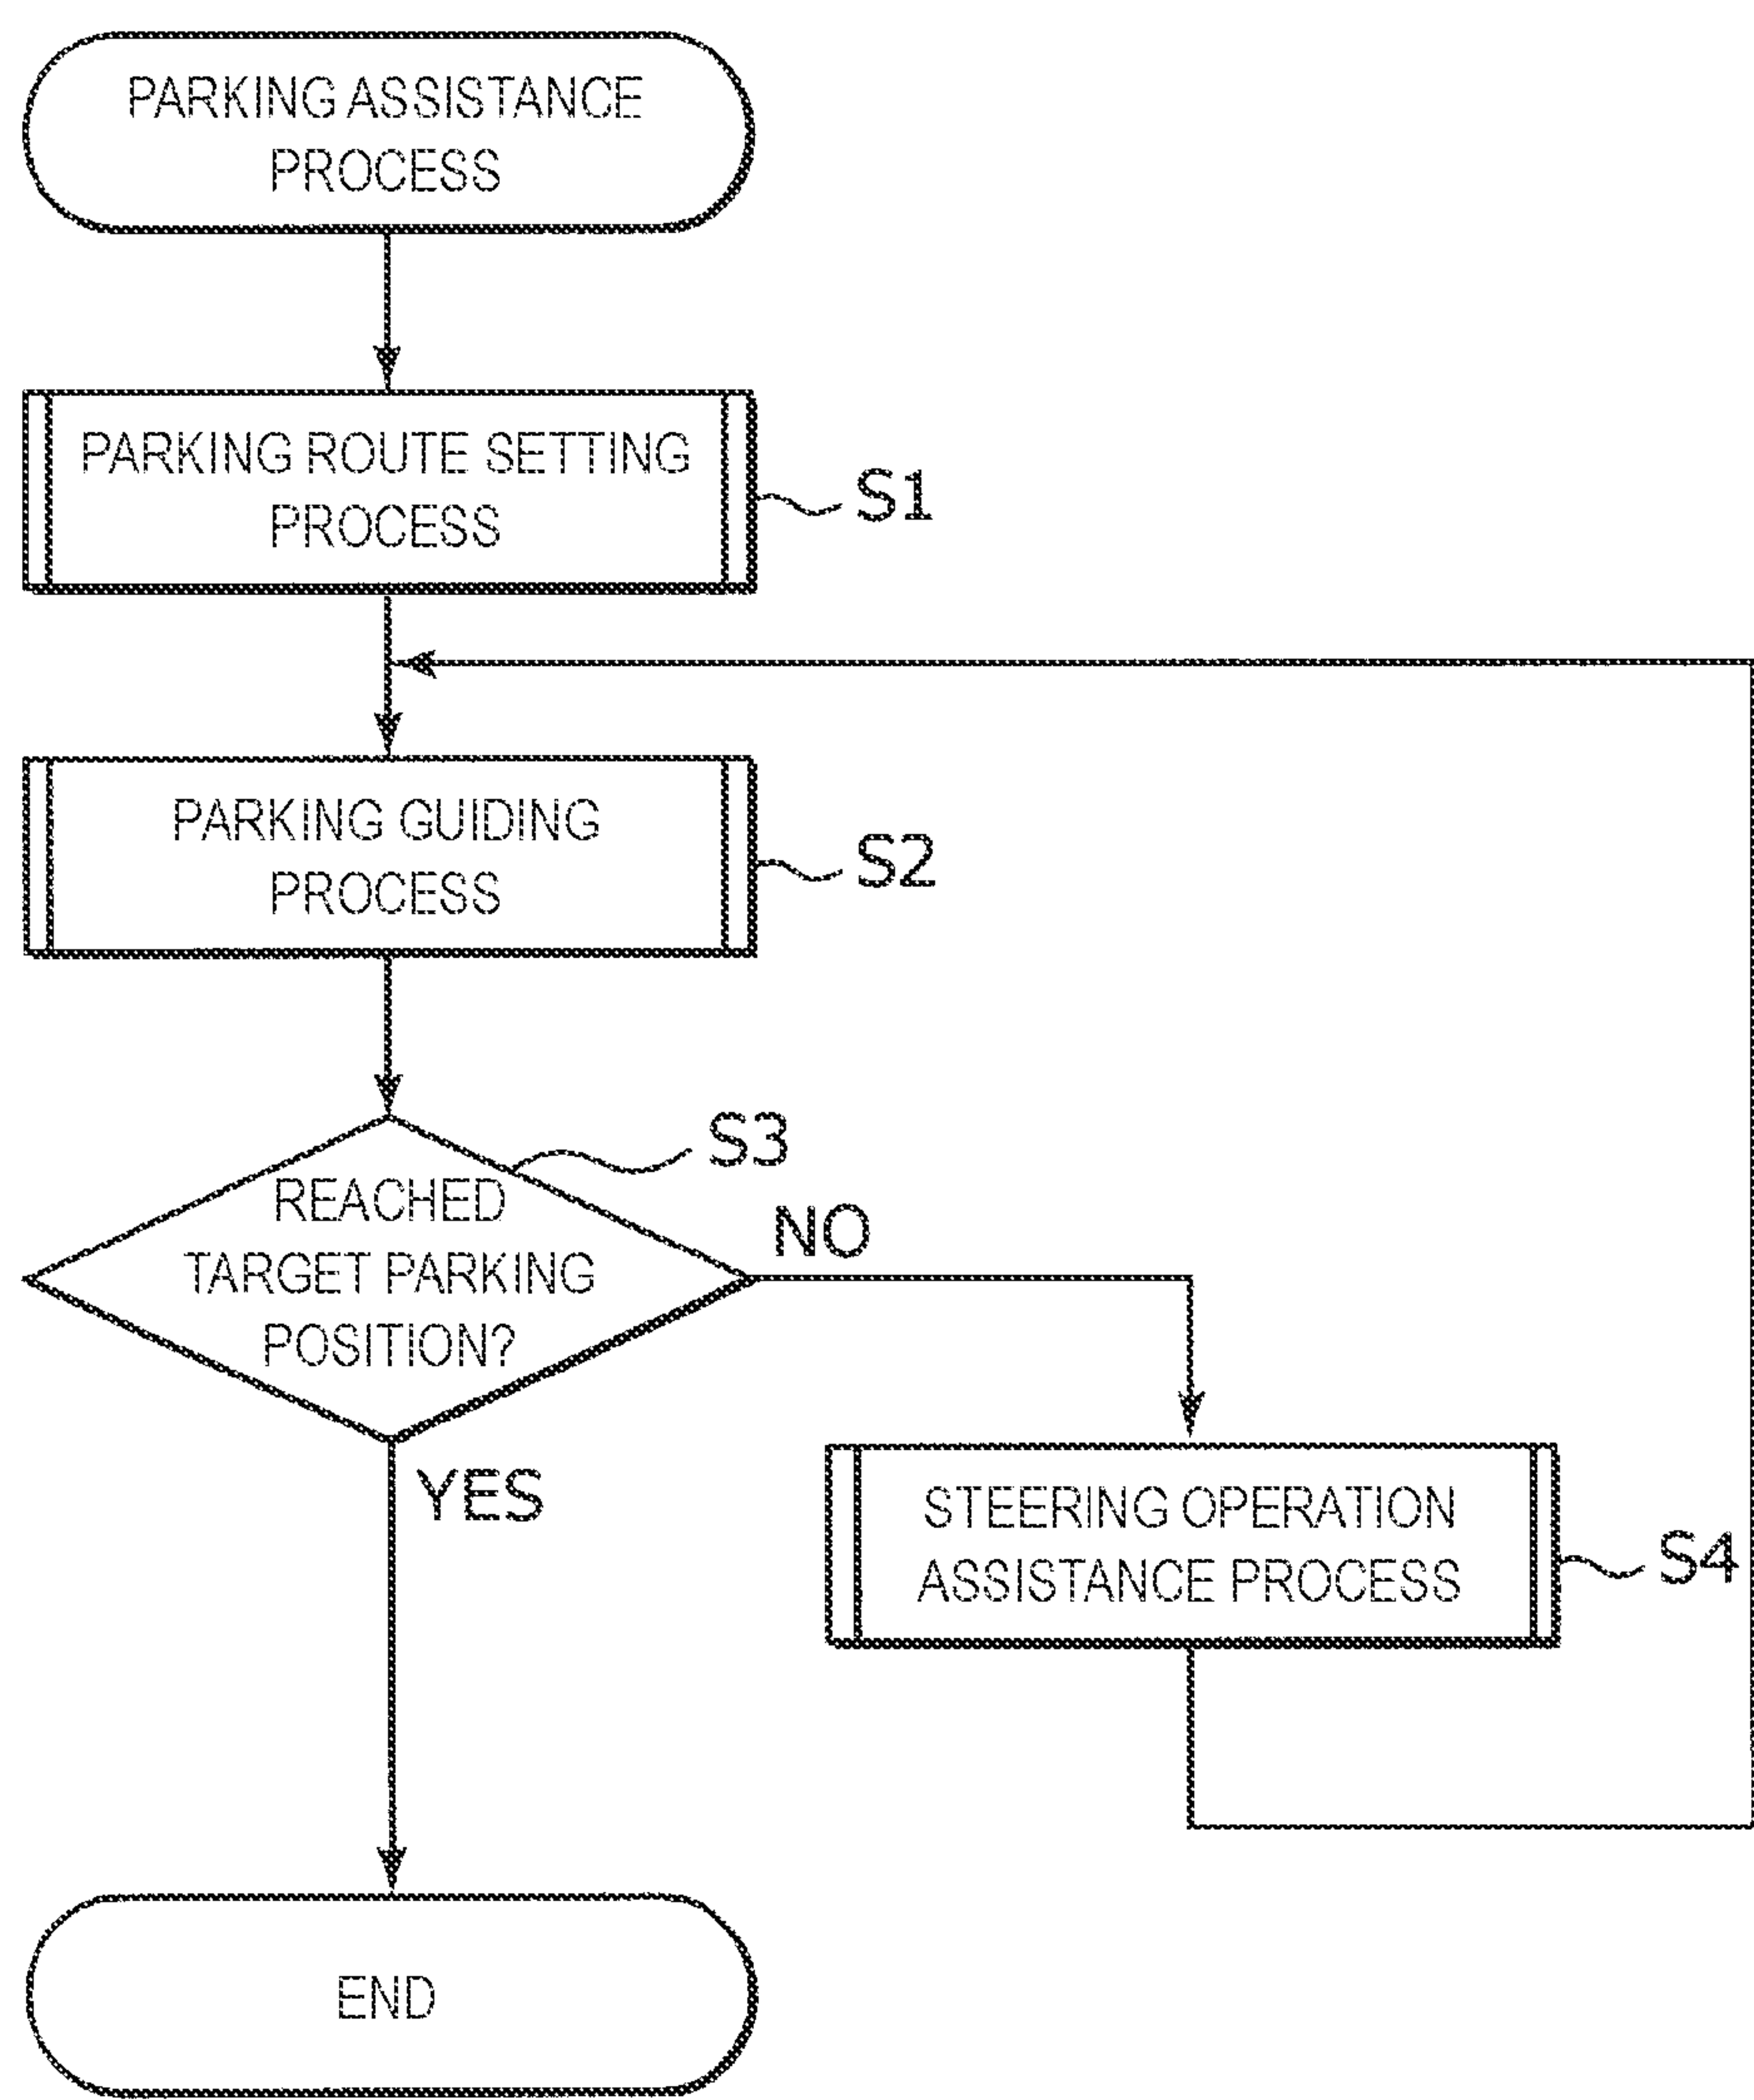 PARKING ASSISTANCE
PROCESS
PARKING ROUTE SETTING
PROCESS
S1
PARKING GUIDING
PROCESS
S2
S3
REACHED
TARGET PARKING
POSITION?
NO
YES
STEERING OPERATION
ASSISTANCE PROCESS
S4
END